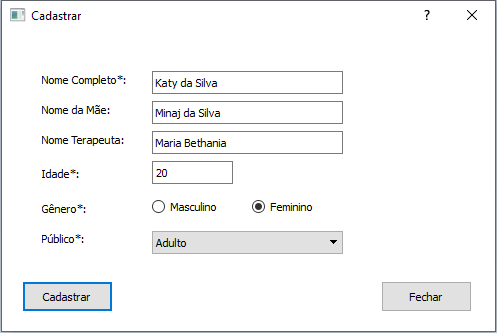 Cadastrar
?
Nome Completo*: Katy da Silva
Nome da Mãe: Minaj da Silva
Nome Terapeuta: Maria Bethania
Idade*: 20
Gênero*: Masculino Feminino
Público*: Adulto
Cadastrar Fechar